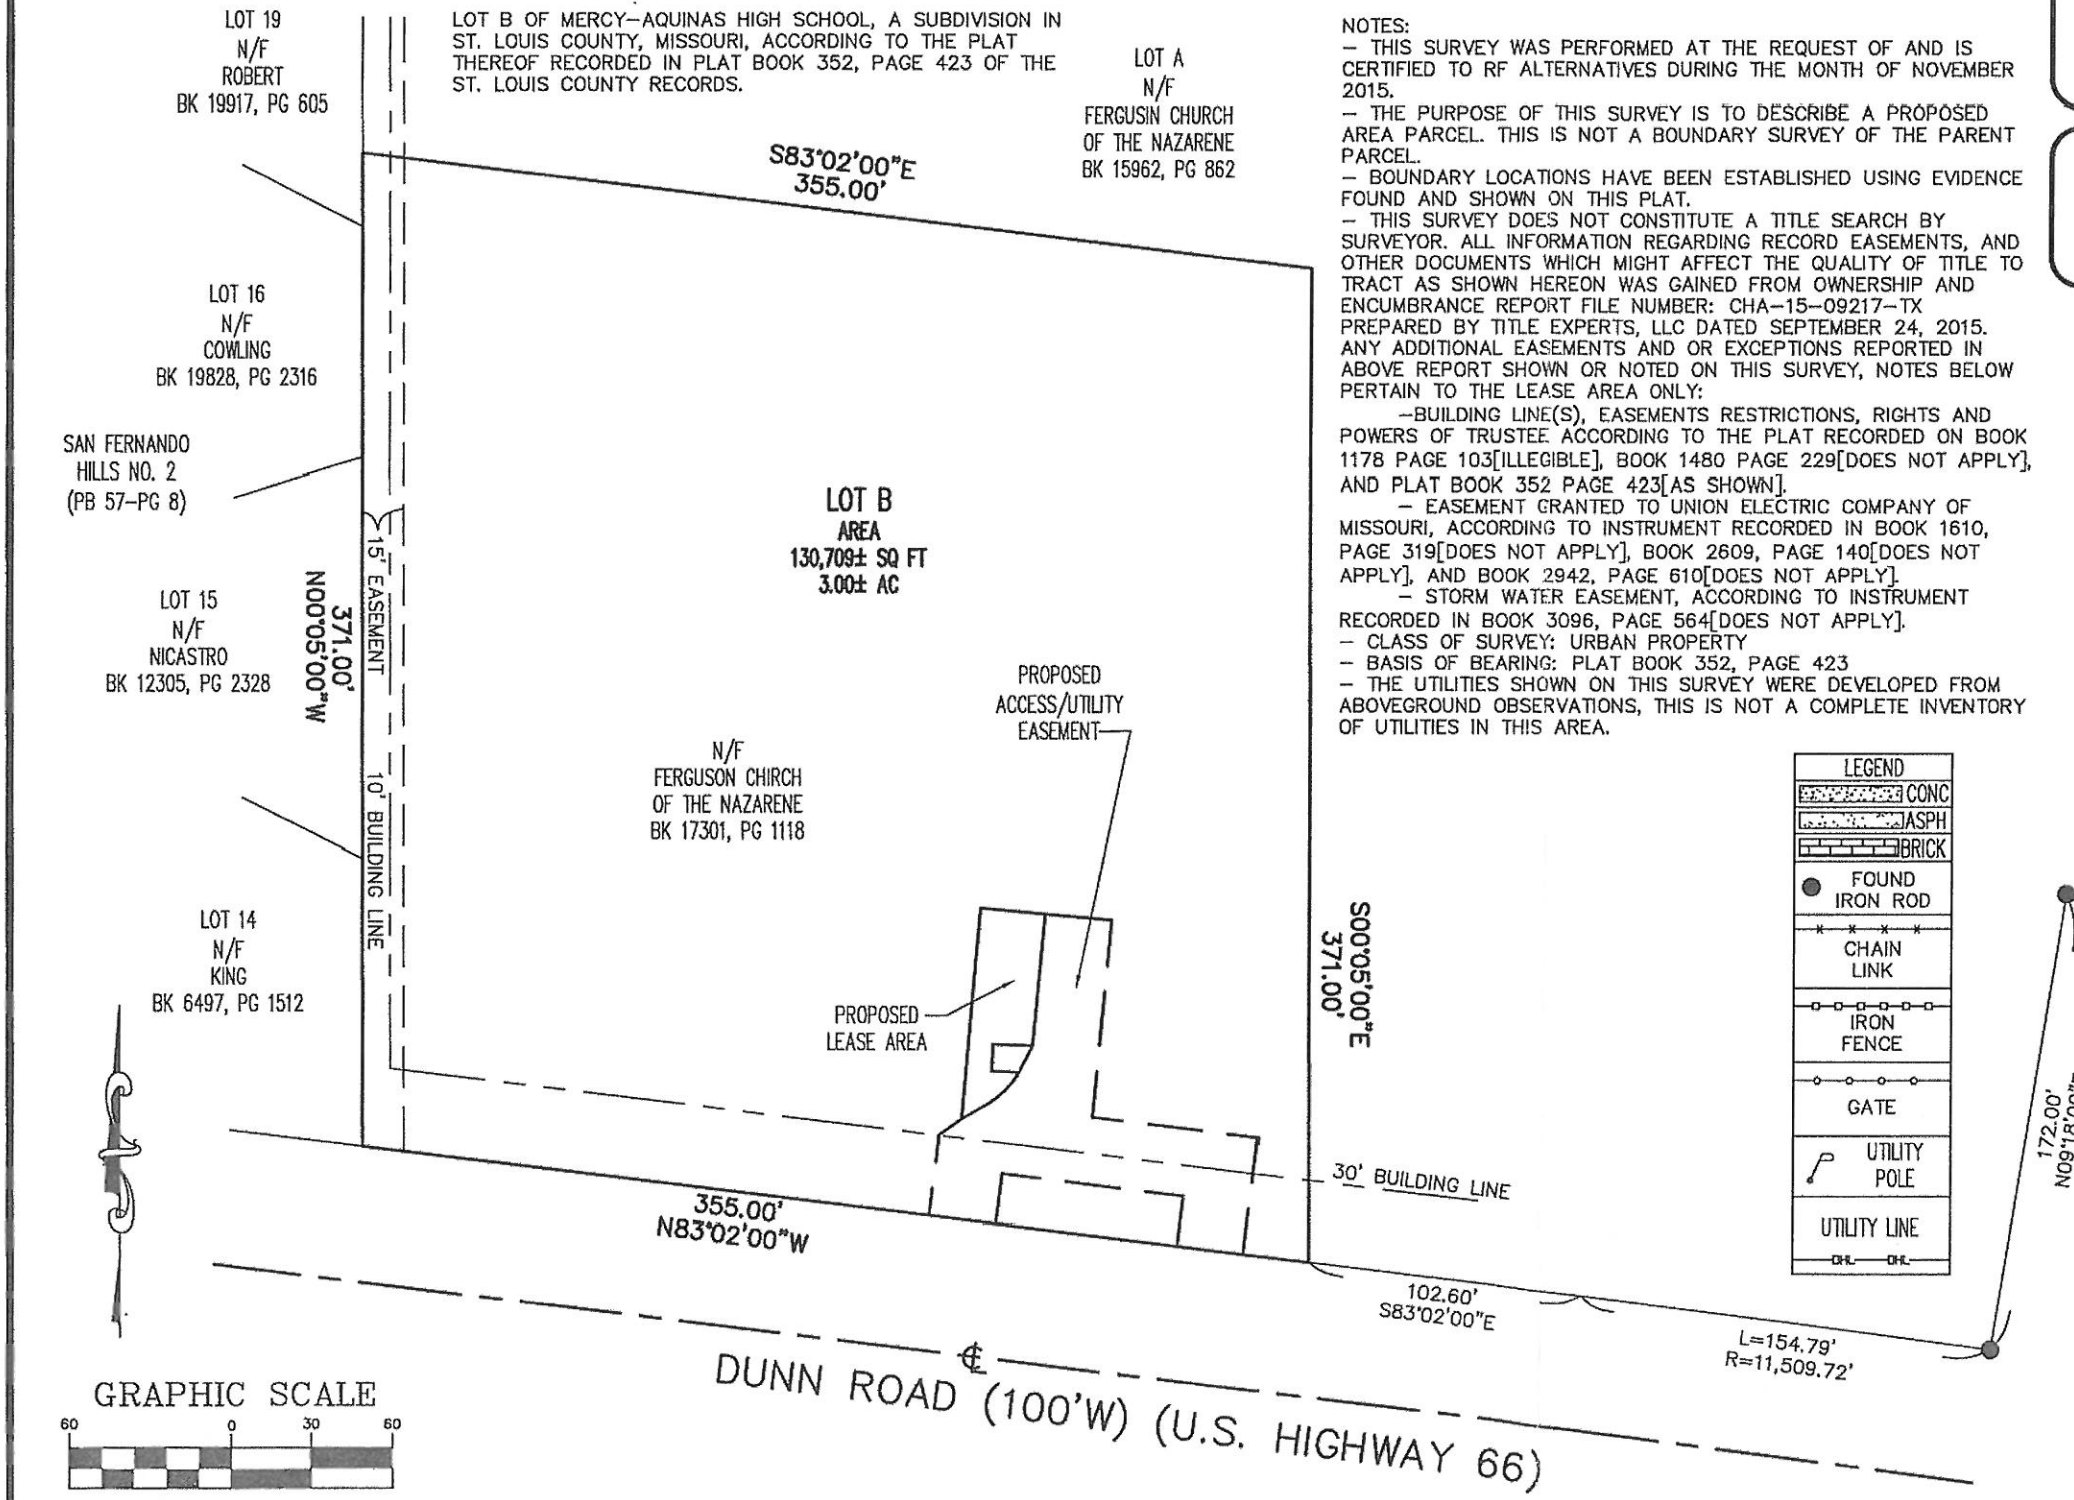 LOT 19
N/F
ROBERT
BK 19917, PG 605
LOT B OF MERCY-AQUINAS HIGH SCHOOL, A SUBDIVISION IN
ST. LOUIS COUNTY, MISSOURI, ACCORDING TO THE PLAT
THEREOF RECORDED IN PLAT BOOK 352, PAGE 423 OF THE
ST. LOUIS COUNTY RECORDS.
LOT A
N/F
FERGUSIN CHURCH
OF THE NAZARENE
BK 15962, PG 862
S83°02'00"E
355.00'
LOT 16
N/F
COWLING
BK 19828, PG 2316
SAN FERNANDO
HILLS NO. 2
(PB 57-PG 8)
LOT 15
N/F
NICASTRO
BK 12305, PG 2328
371.00'
N00°05'00"W
15' EASEMENT
10' BUILDING LINE
LOT 14
N/F
KING
BK 6497, PG 1512
LOT B
AREA
130,709± SQ FT
3.00± AC
N/F
FERGUSON CHIRCH
OF THE NAZARENE
BK 17301, PG 1118
PROPOSED
ACCESS/UTILITY
EASEMENT
PROPOSED
LEASE AREA
S00°05'00"E
371.00'
30' BUILDING LINE
355.00'
N83°02'00"W
102.60'
S83°02'00"E
L=154.79'
R=11,509.72'
172.00'
DUNN ROAD (100'W) (U.S. HIGHWAY 66)
GRAPHIC SCALE
60 0 30 60
NOTES:
- THIS SURVEY WAS PERFORMED AT THE REQUEST OF AND IS
CERTIFIED TO RF ALTERNATIVES DURING THE MONTH OF NOVEMBER
2015.
- THE PURPOSE OF THIS SURVEY IS TO DESCRIBE A PROPOSED
AREA PARCEL. THIS IS NOT A BOUNDARY SURVEY OF THE PARENT
PARCEL.
- BOUNDARY LOCATIONS HAVE BEEN ESTABLISHED USING EVIDENCE
FOUND AND SHOWN ON THIS PLAT.
- THIS SURVEY DOES NOT CONSTITUTE A TITLE SEARCH BY
SURVEYOR. ALL INFORMATION REGARDING RECORD EASEMENTS, AND
OTHER DOCUMENTS WHICH MIGHT AFFECT THE QUALITY OF TITLE TO
TRACT AS SHOWN HEREON WAS GAINED FROM OWNERSHIP AND
ENCUMBRANCE REPORT FILE NUMBER: CHA-15-09217-TX
PREPARED BY TITLE EXPERTS, LLC DATED SEPTEMBER 24, 2015.
ANY ADDITIONAL EASEMENTS AND OR EXCEPTIONS REPORTED IN
ABOVE REPORT SHOWN OR NOTED ON THIS SURVEY, NOTES BELOW
PERTAIN TO THE LEASE AREA ONLY:
-BUILDING LINE(S), EASEMENTS RESTRICTIONS, RIGHTS AND
POWERS OF TRUSTEE ACCORDING TO THE PLAT RECORDED ON BOOK
1178 PAGE 103[ILLEGIBLE], BOOK 1480 PAGE 229[DOES NOT APPLY],
AND PLAT BOOK 352 PAGE 423[AS SHOWN].
- EASEMENT GRANTED TO UNION ELECTRIC COMPANY OF
MISSOURI, ACCORDING TO INSTRUMENT RECORDED IN BOOK 1610,
PAGE 319[DOES NOT APPLY], BOOK 2609, PAGE 140[DOES NOT
APPLY], AND BOOK 2942, PAGE 610[DOES NOT APPLY].
- STORM WATER EASEMENT, ACCORDING TO INSTRUMENT
RECORDED IN BOOK 3096, PAGE 564[DOES NOT APPLY].
- CLASS OF SURVEY: URBAN PROPERTY
- BASIS OF BEARING: PLAT BOOK 352, PAGE 423
- THE UTILITIES SHOWN ON THIS SURVEY WERE DEVELOPED FROM
ABOVEGROUND OBSERVATIONS, THIS IS NOT A COMPLETE INVENTORY
OF UTILITIES IN THIS AREA.
LEGEND
CONC
ASPH
BRICK
FOUND
IRON ROD
CHAIN
LINK
IRON
FENCE
GATE
UTILITY
POLE
UTILITY LINE
OHL OHL